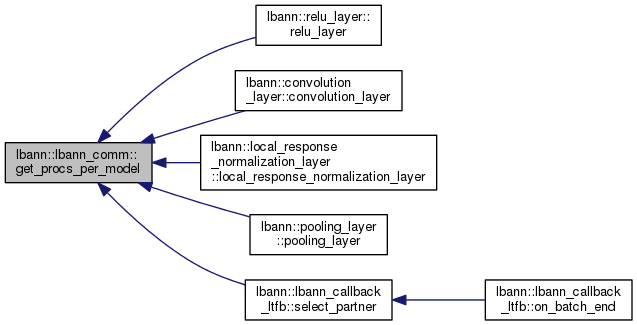 lbann::relu_layer::
relu_layer
lbann::convolution
_layer::convolution_layer
lbann::lbann_comm::
get_procs_per_model
lbann::local_response
_normalization_layer
::local_response_normalization_layer
lbann::pooling_layer
::pooling_layer
lbann::lbann_callback
_ltfb::select_partner
lbann::lbann_callback
_ltfb::on_batch_end